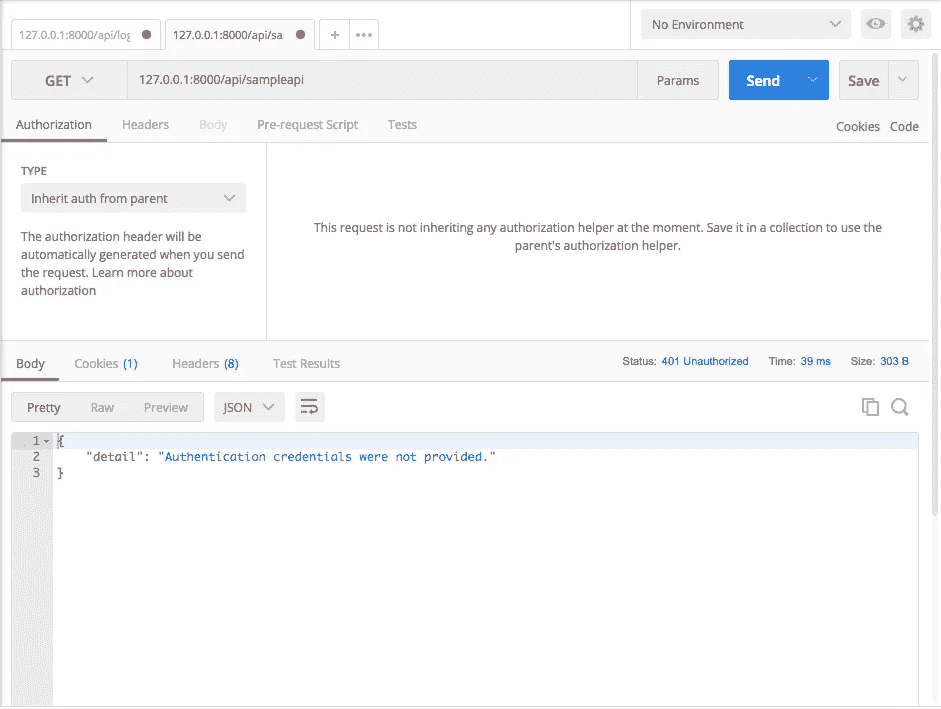 127.0.0.1:8000/api/log
127.0.0.1:8000/api/sa
No Environment
GET
127.0.0.1:8000/api/sampleapi
Params
Send
Save
Authorization
Headers
Body
Pre-request Script
Tests
Cookies
Code
TYPE
Inherit auth from parent
The authorization header will be
automatically generated when you send
the request. Learn more about
authorization
This request is not inheriting any authorization helper at the moment. Save it in a collection to use the
parent's authorization helper.
Body
Cookies (1)
Headers (8)
Test Results
Status: 401 Unauthorized
Time: 39 ms
Size: 303 B
Pretty
Raw
Preview
JSON
1 {
2 "detail": "Authentication credentials were not provided."
3 }